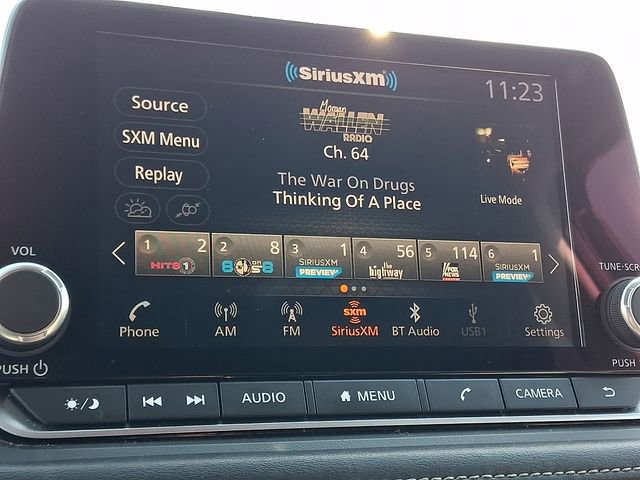 SiriusXM
11:23
Source
SXM Menu
Replay
Morgan
WALLEN
RADIO
Ch. 64
The War On Drugs
Thinking Of A Place
Live Mode
1 2
HITS 1
2 8
80s on 8
3 1
SIRIUSXM
PREVIEW
4 56
the highway
5 114
FOX
NEWS
6 1
SIRIUSXM
PREVIEW
sxm
Phone AM FM SiriusXM BT Audio USB1 Settings
VOL
PUSH
TUNE·SCR
PUSH
AUDIO MENU CAMERA